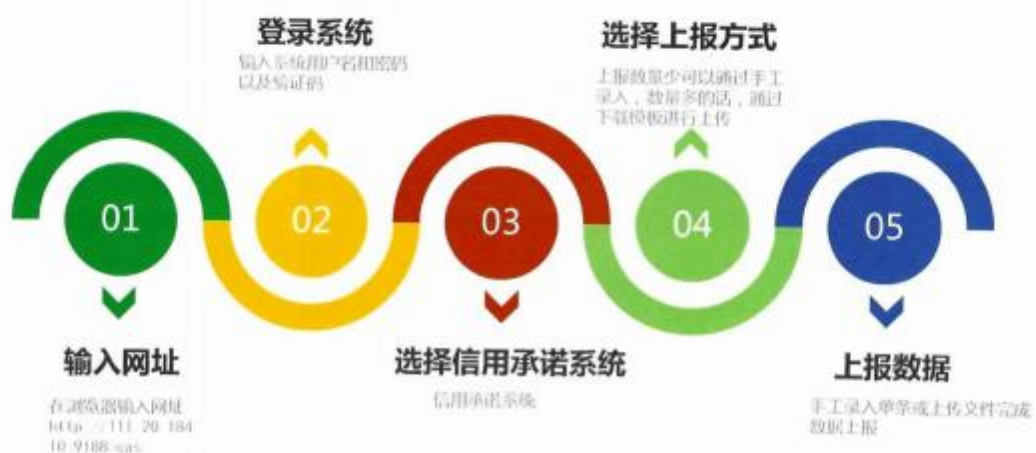 登录系统
输入系统用户名和密码
以及验证码
选择上报方式
上报数量少可以通过手工
录入，数量多的话，通过
下载模板进行上传
01
02
03
04
05
输入网址
在浏览器输入网址
选择信用承诺系统
信用承诺系统
上报数据
手工录入单条或上传文件完成
数据上报